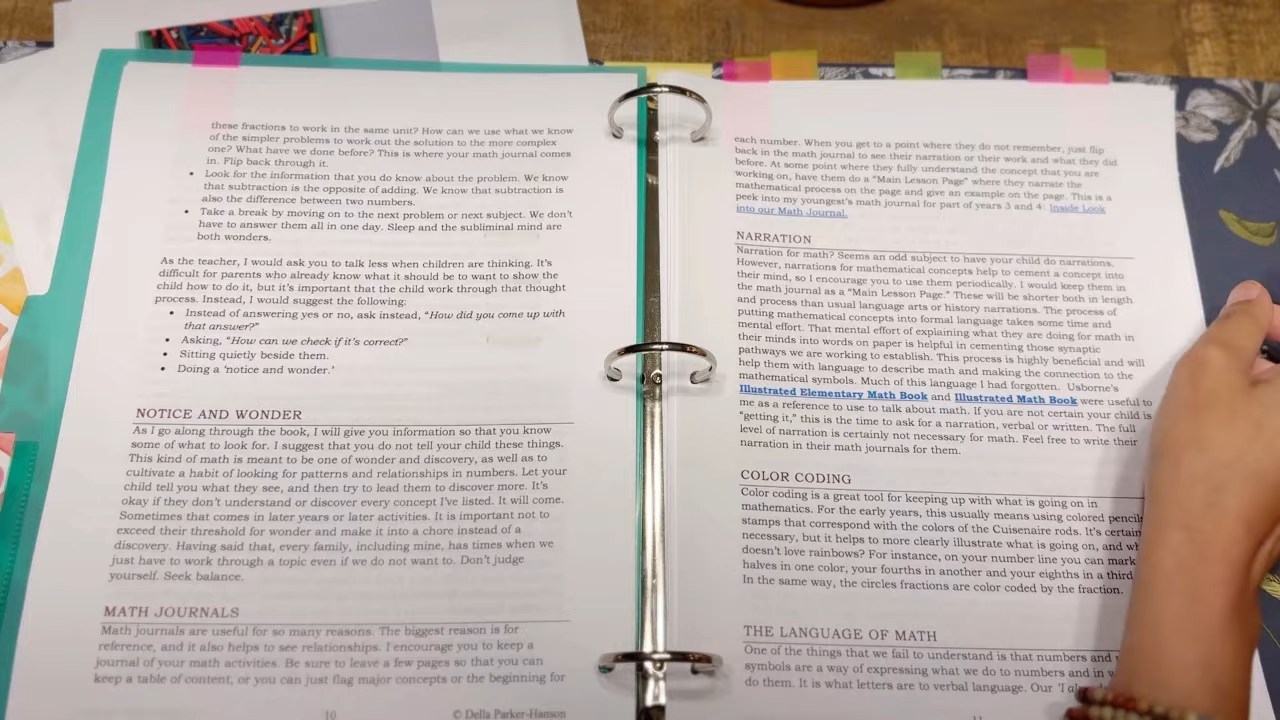 these fractions to work in the same unit? How can we use what we know
of the simpler problems to work out the solution to the more complex
one? What have we done before? This is where your math journal comes
in. Flip back through it.
• Look for the information that you do know about the problem. We know
that subtraction is the opposite of adding. We know that subtraction is
also the difference between two numbers.
• Take a break by moving on to the next problem or next subject. We don't
have to answer them all in one day. Sleep and the subliminal mind are
both wonders.
As the teacher, I would ask you to talk less when children are thinking. It's
difficult for parents who already know what it should be to want to show the
child how to do it, but it's important that the child work through that thought
process. Instead, I would suggest the following:
• Instead of answering yes or no, ask instead, "How did you come up with
that answer?"
• Asking, "How can we check if it's correct?"
• Sitting quietly beside them.
• Doing a 'notice and wonder.'
NOTICE AND WONDER
As I go along through the book, I will give you information so that you know
some of what to look for. I suggest that you do not tell your child these things.
This kind of math is meant to be one of wonder and discovery, as well as to
cultivate a habit of looking for patterns and relationships in numbers. Let your
child tell you what they see, and then try to lead them to discover more. It's
okay if they don't understand or discover every concept I've listed. It will come.
Sometimes that comes in later years or later activities. It is important not to
exceed their threshold for wonder and make it into a chore instead of a
discovery. Having said that, every family, including mine, has times when we
just have to work through a topic even if we do not want to. Don't judge
yourself. Seek balance.
MATH JOURNALS
Math journals are useful for so many reasons. The biggest reason is for
reference, and it also helps to see relationships. I encourage you to keep a
journal of your math activities. Be sure to leave a few pages so that you can
keep a table of content, or you can just flag major concepts or the beginning for
10 © Della Parker-Hanson
each number. When you get to a point where they do not remember, just flip
back in the math journal to see their narration or their work and what they did
before. At some point where they fully understand the concept that you are
working on, have them do a "Main Lesson Page" where they narrate the
mathematical process on the page and give an example on the page. This is a
peek into my youngest's math journal for part of years 3 and 4: Inside Look
into our Math Journal.
NARRATION
Narration for math? Seems an odd subject to have your child do narrations.
However, narrations for mathematical concepts help to cement a concept into
their mind, so I encourage you to use them periodically. I would keep them in
the math journal as a "Main Lesson Page." These will be shorter both in length
and process than usual language arts or history narrations. The process of
putting mathematical concepts into formal language takes some time and
mental effort. That mental effort of explaining what they are doing for math in
their minds into words on paper is helpful in cementing those synaptic
pathways we are working to establish. This process is highly beneficial and will
help them with language to describe math and making the connection to the
mathematical symbols. Much of this language I had forgotten. Usborne's
Illustrated Elementary Math Book and Illustrated Math Book were useful to
me as a reference to use to talk about math. If you are not certain your child is
"getting it," this is the time to ask for a narration, verbal or written. The full
level of narration is certainly not necessary for math. Feel free to write their
narration in their math journals for them.
COLOR CODING
Color coding is a great tool for keeping up with what is going on in
mathematics. For the early years, this usually means using colored pencil
stamps that correspond with the colors of the Cuisenaire rods. It's certain
necessary, but it helps to more clearly illustrate what is going on, and wh
doesn't love rainbows? For instance, on your number line you can mark
halves in one color, your fourths in another and your eighths in a third
In the same way, the circles fractions are color coded by the fraction.
THE LANGUAGE OF MATH
One of the things that we fail to understand is that numbers and
symbols are a way of expressing what we do to numbers and in w
do them. It is what letters are to verbal language. Our